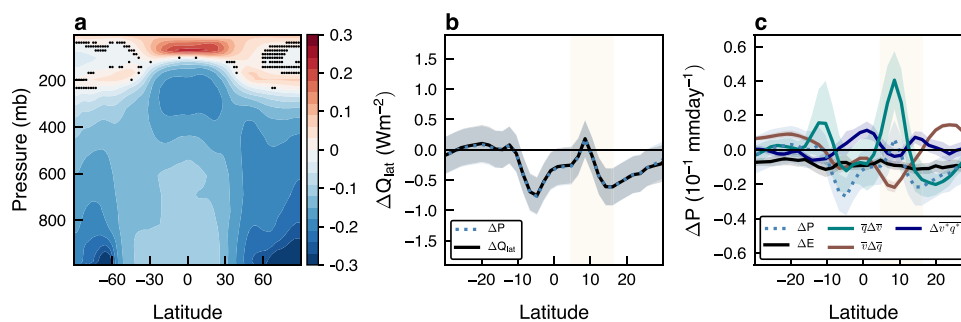 a
Pressure (mb)
200
400
600
800
−60
−30
0
30
60
Latitude
0.3
0.2
0.1
0
-0.1
-0.2
-0.3
b
ΔQlat (Wm−2)
1.5
1.0
0.5
0.0
−0.5
−1.0
−1.5
ΔP
ΔQlat
−20
0
20
Latitude
c
ΔP (10−1 mmday−1)
0.6
0.4
0.2
0.0
−0.2
−0.4
−0.6
ΔP
ΔE
q̅Δv̅
v̅Δq̅
Δv*q*
−20
−10
0
10
20
Latitude